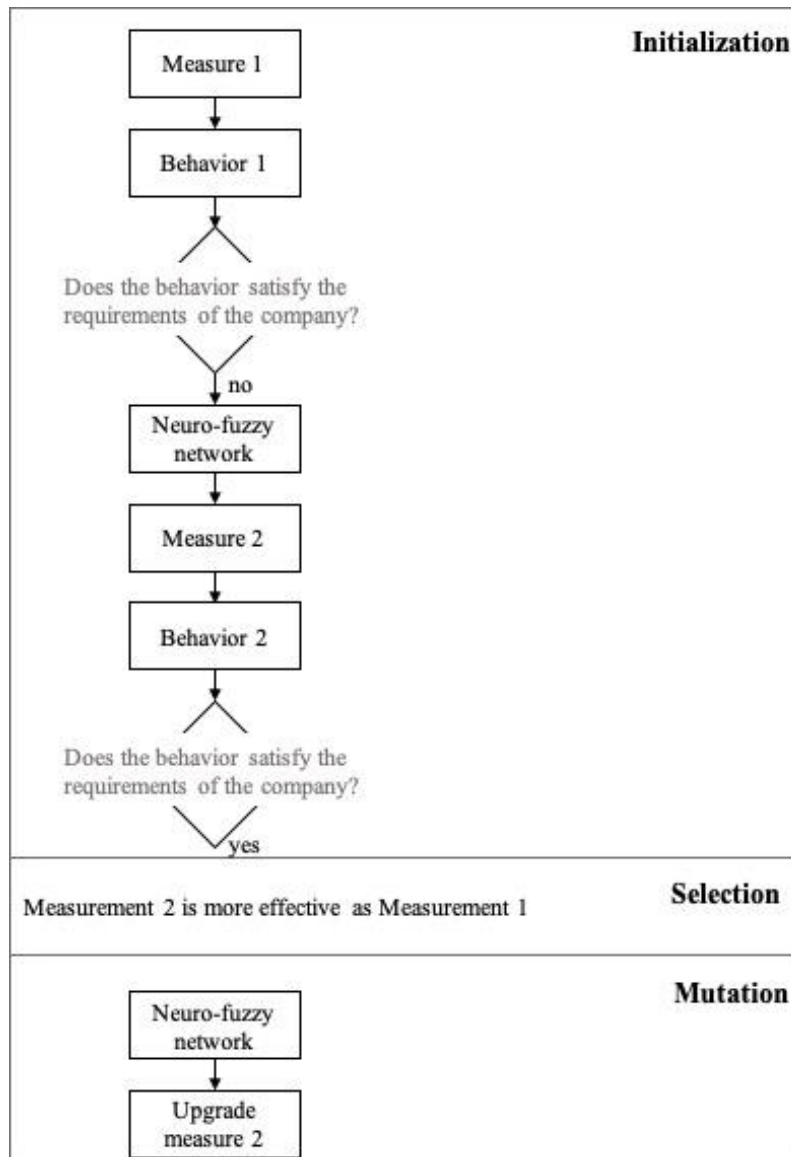 Initialization
Measure 1
Behavior 1
Does the behavior satisfy the
requirements of the company?
no
Neuro-fuzzy
network
Measure 2
Behavior 2
Does the behavior satisfy the
requirements of the company?
yes
Selection
Measurement 2 is more effective as Measurement 1
Mutation
Neuro-fuzzy
network
Upgrade
measure 2